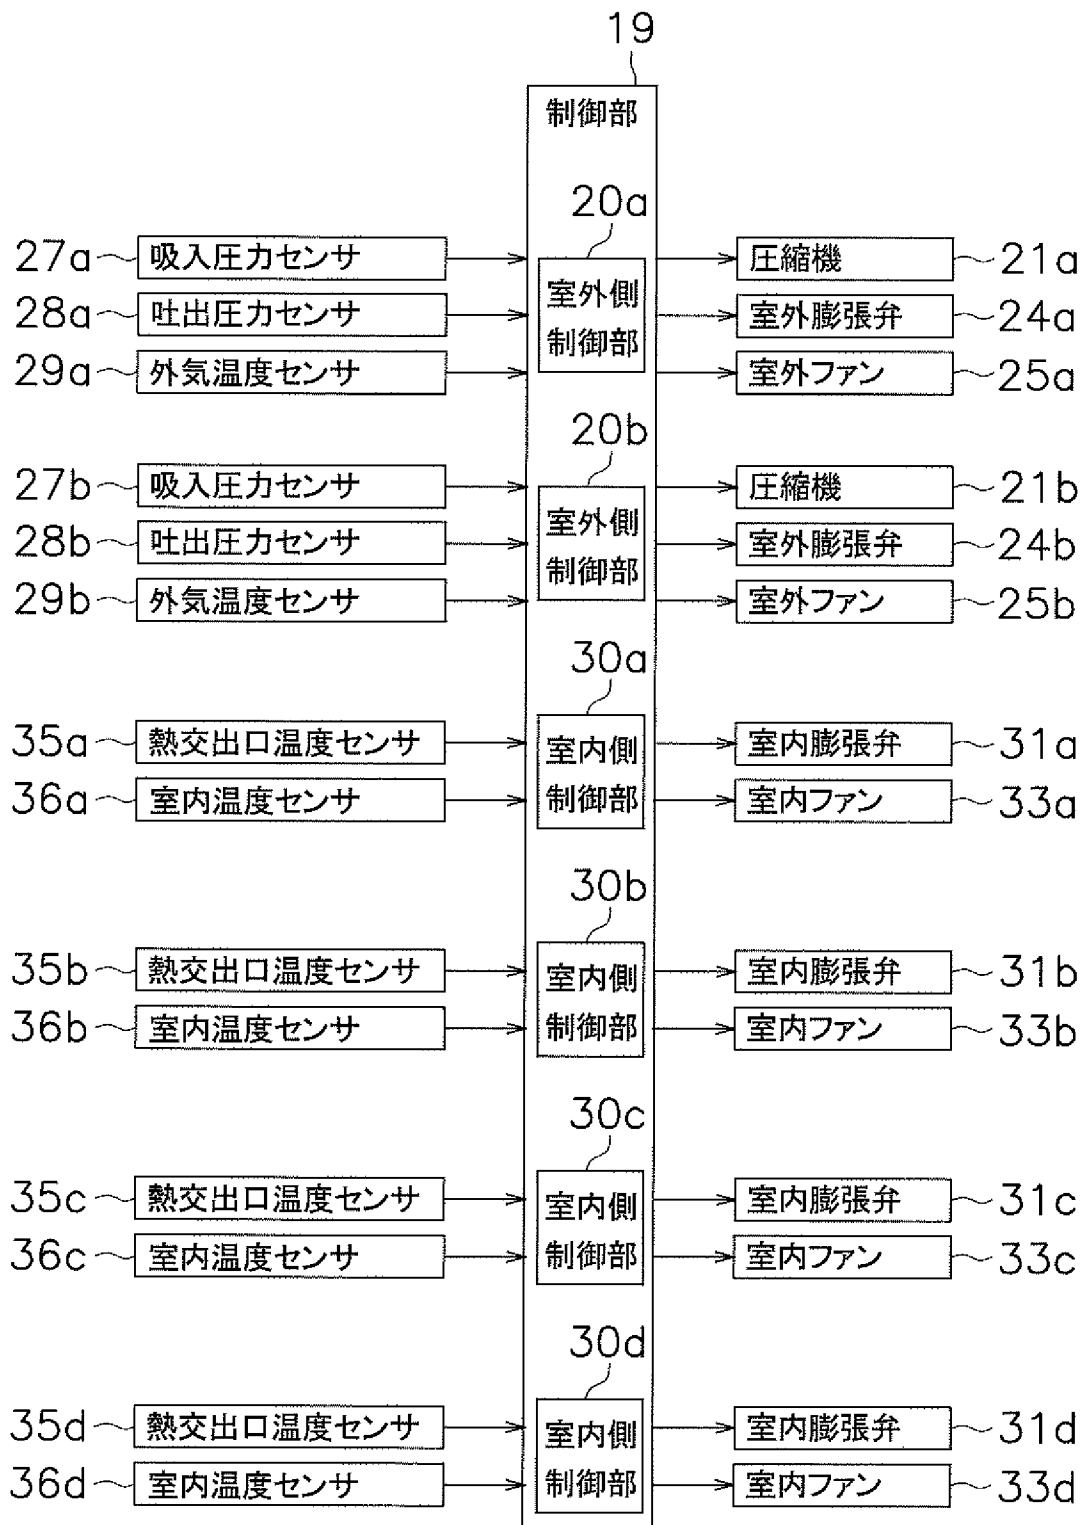 19
制御部
20a
27a 吸入圧力センサ 圧縮機 21a
28a 吐出圧力センサ 室外側 室外膨張弁 24a
制御部
29a 外気温度センサ 室外ファン 25a
20b
27b 吸入圧力センサ 圧縮機 21b
28b 吐出圧力センサ 室外側 室外膨張弁 24b
制御部
29b 外気温度センサ 室外ファン 25b
30a
35a 熱交出口温度センサ 室内側 室内膨張弁 31a
36a 室内温度センサ 制御部 室内ファン 33a
30b
35b 熱交出口温度センサ 室内側 室内膨張弁 31b
36b 室内温度センサ 制御部 室内ファン 33b
30c
35c 熱交出口温度センサ 室内側 室内膨張弁 31c
36c 室内温度センサ 制御部 室内ファン 33c
30d
35d 熱交出口温度センサ 室内側 室内膨張弁 31d
36d 室内温度センサ 制御部 室内ファン 33d